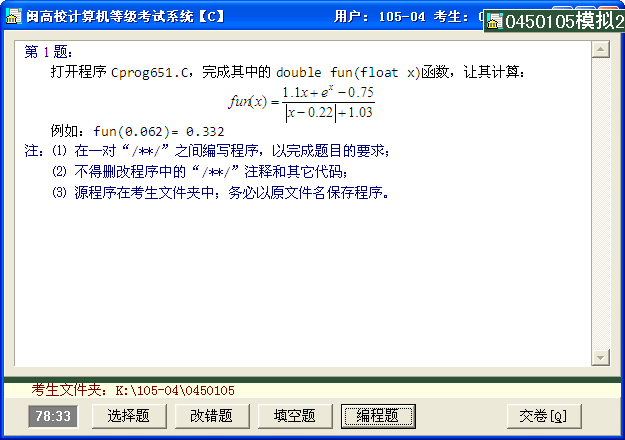 闽高校计算机等级考试系统【C】 用户: 105-04 考生:
0450105模拟2
第 1 题:
打开程序 Cprog651.C，完成其中的 double fun(float x)函数，让其计算:
fun(x) = (1.1x + e^x − 0.75) / (|x − 0.22| + 1.03)
例如: fun(0.062)= 0.332
注: (1) 在一对“/**/”之间编写程序，以完成题目的要求;
(2) 不得删改程序中的“/**/”注释和其它代码;
(3) 源程序在考生文件夹中; 务必以原文件名保存程序。
考生文件夹: K:\105-04\0450105
78:33 选择题 改错题 填空题 编程题 交卷[Q]